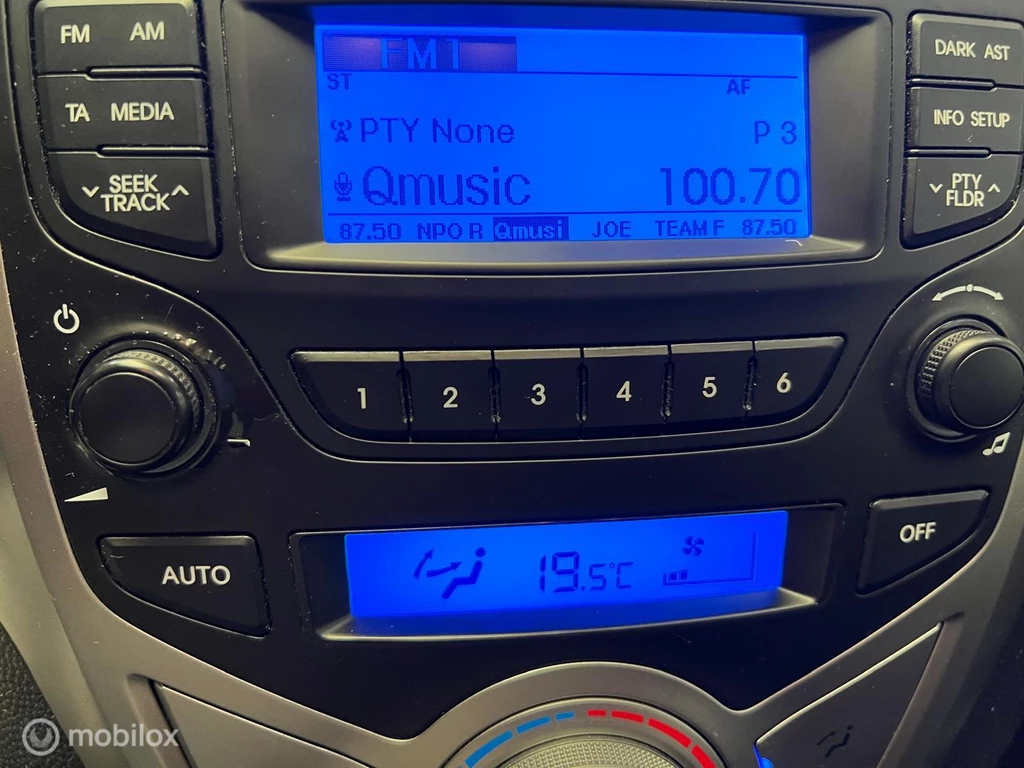 FM AM
FM 1
DARK AST
ST
AF
TA MEDIA
PTY None
P 3
INFO SETUP
SEEK
TRACK
Qmusic
100.70
PTY
FLDR
87.50 NPO R Qmusi JOE TEAM F 87.50
1 2 3 4 5 6
AUTO
19.5°C
OFF
mobilox